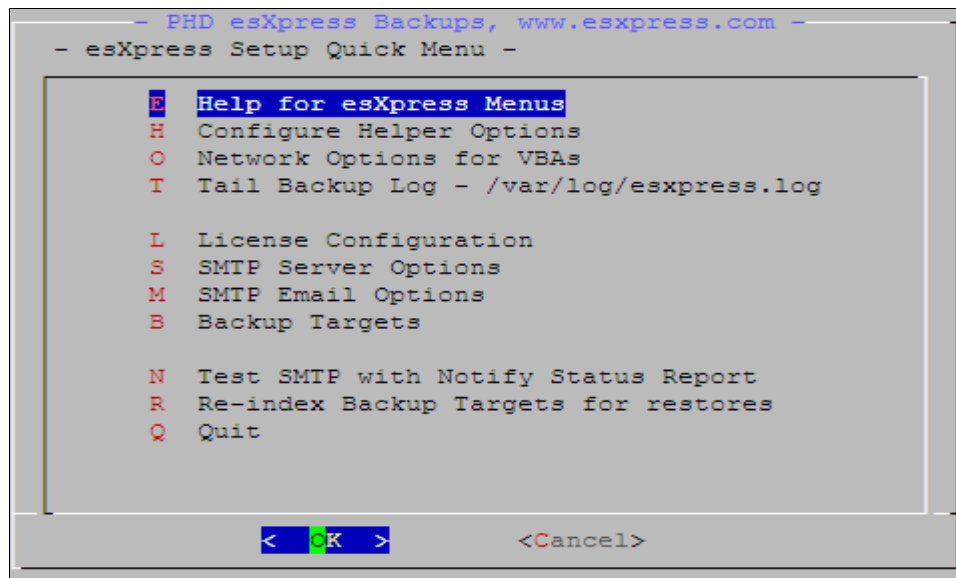 - PHD esXpress Backups, www.esxpress.com -
- esXpress Setup Quick Menu -
E Help for esXpress Menus
H Configure Helper Options
O Network Options for VBAs
T Tail Backup Log - /var/log/esxpress.log
L License Configuration
S SMTP Server Options
M SMTP Email Options
B Backup Targets
N Test SMTP with Notify Status Report
R Re-index Backup Targets for restores
Q Quit
< OK > <Cancel>